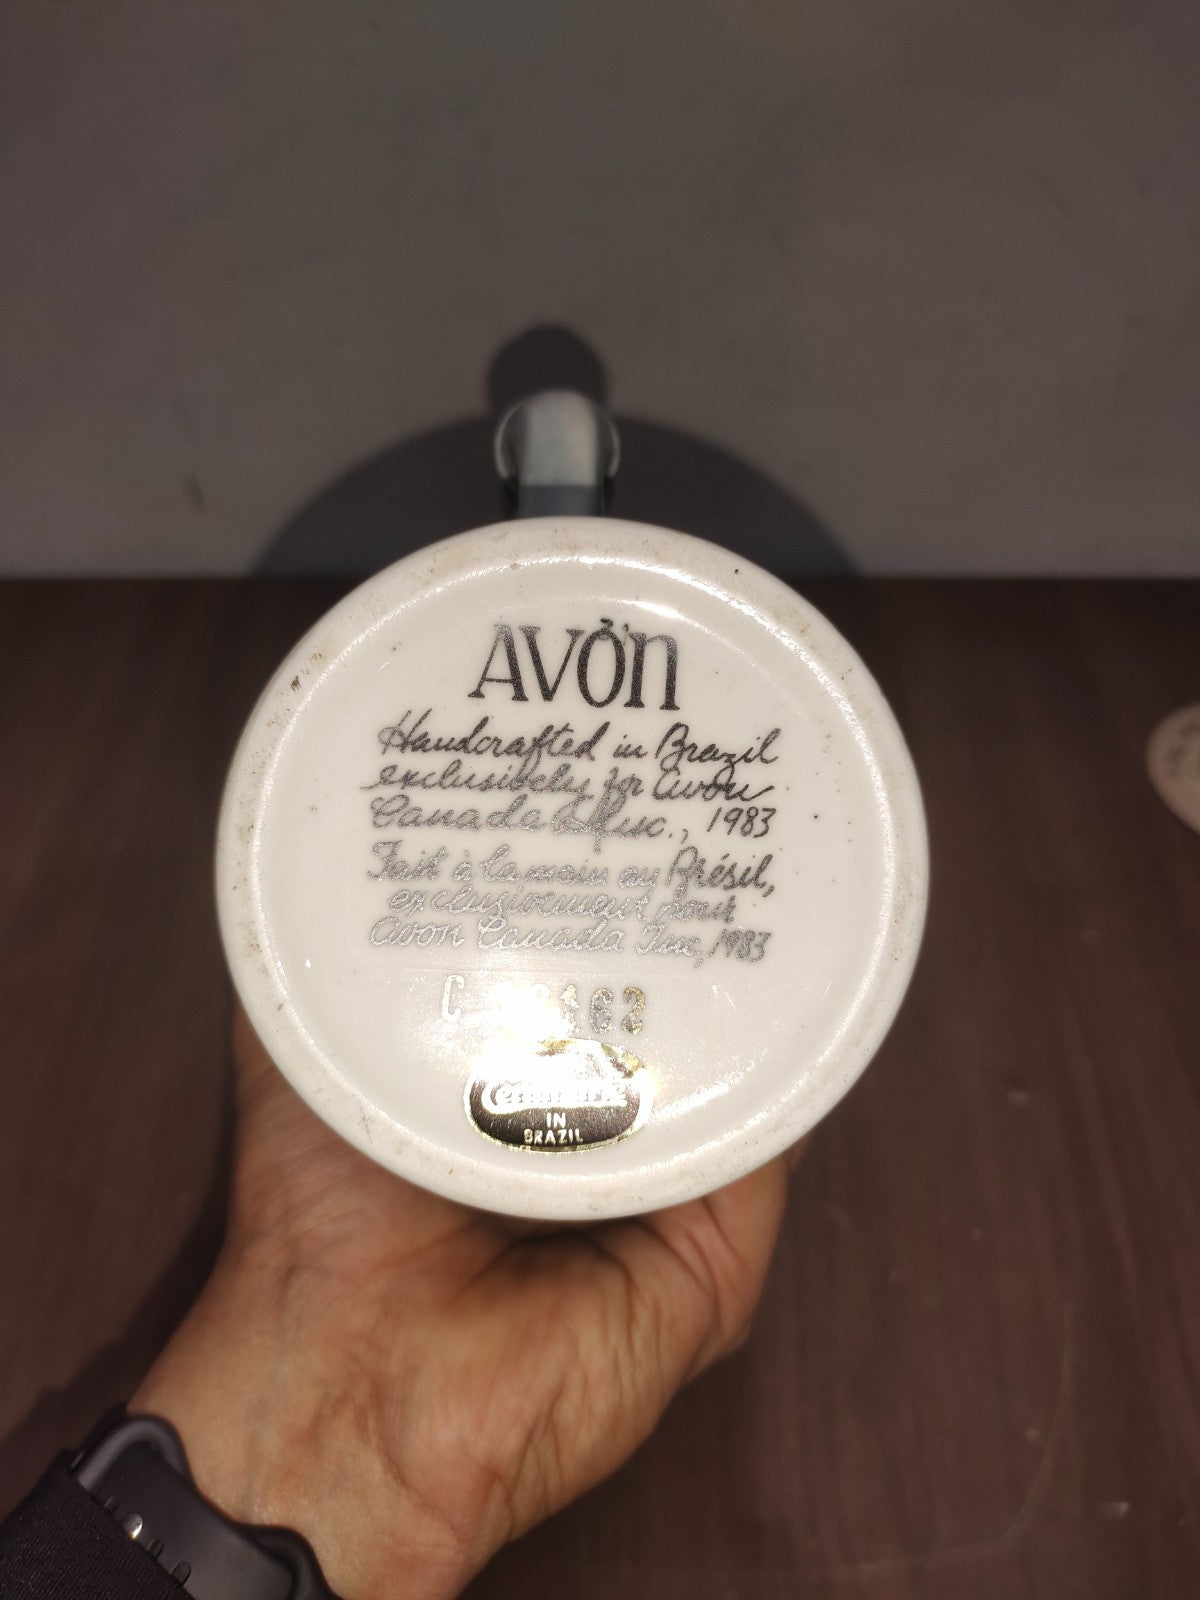 AVON
Handcrafted in Brazil
exclusively for Avon
Canada Inc., 1983
Fait à la main au Brésil,
exclusivement pour
Avon Canada Inc, 1983
C 162
IN
BRAZIL